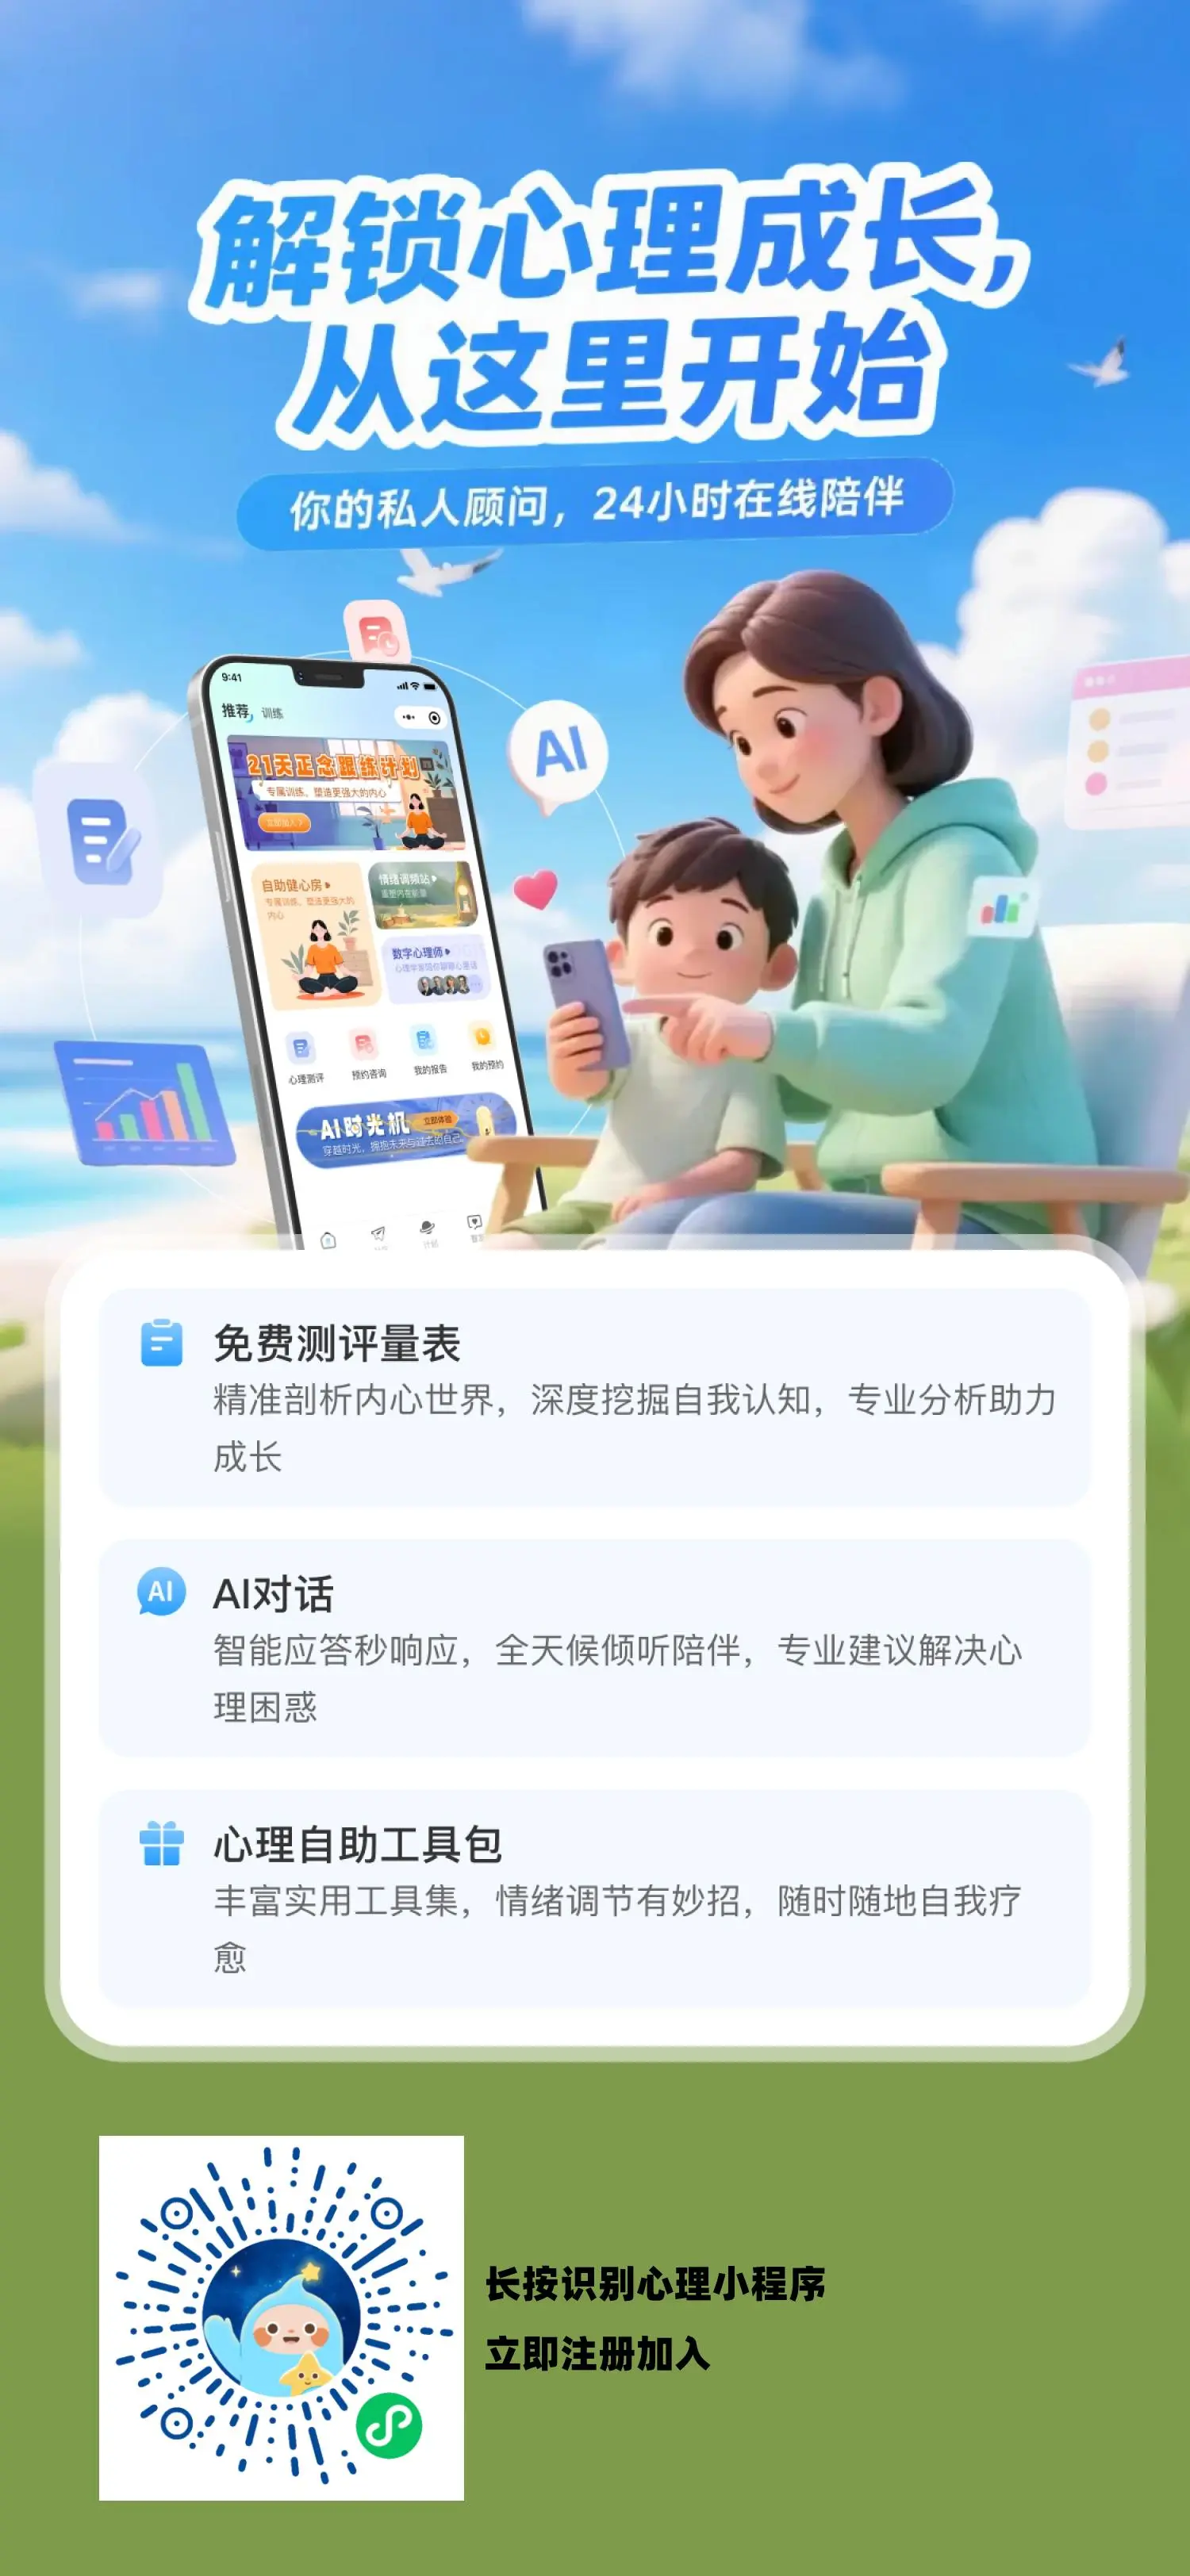 解锁心理成长,
从这里开始
你的私人顾问，24小时在线陪伴
9:41
推荐 训练
21天正念跟练计划
专属训练、塑造更强大的内心
立即加入
自助健心房
专属训练、塑造更强大的
内心
情绪调频站
重塑内在能量
数字心理师
心理测评
预约咨询
我的报告
我的预约
AI时光机
立即体验
穿越时光，拥抱未来与过去的自己
AI
免费测评量表
精准剖析内心世界，深度挖掘自我认知，专业分析助力
成长
AI
AI对话
智能应答秒响应，全天候倾听陪伴，专业建议解决心
理困惑
心理自助工具包
丰富实用工具集，情绪调节有妙招，随时随地自我疗
愈
长按识别心理小程序
立即注册加入